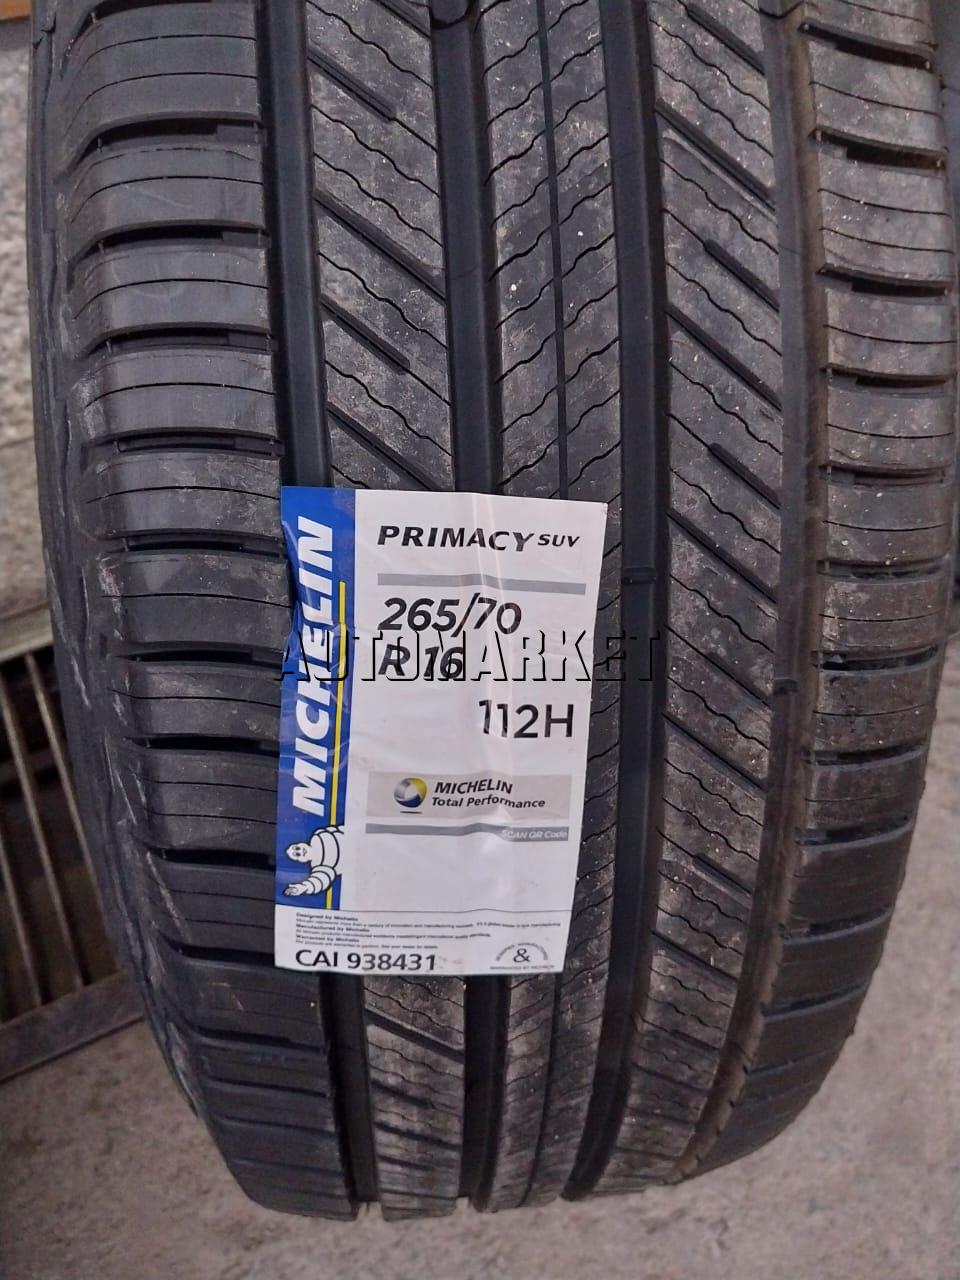 MICHELIN
PRIMACY SUV
265/70
R 16
AUTOMARKET
112H
MICHELIN
Total Performance
SCAN QR Code
Designed by Michelin
Manufactured by Michelin
Warranted by Michelin
CAI 938431
&